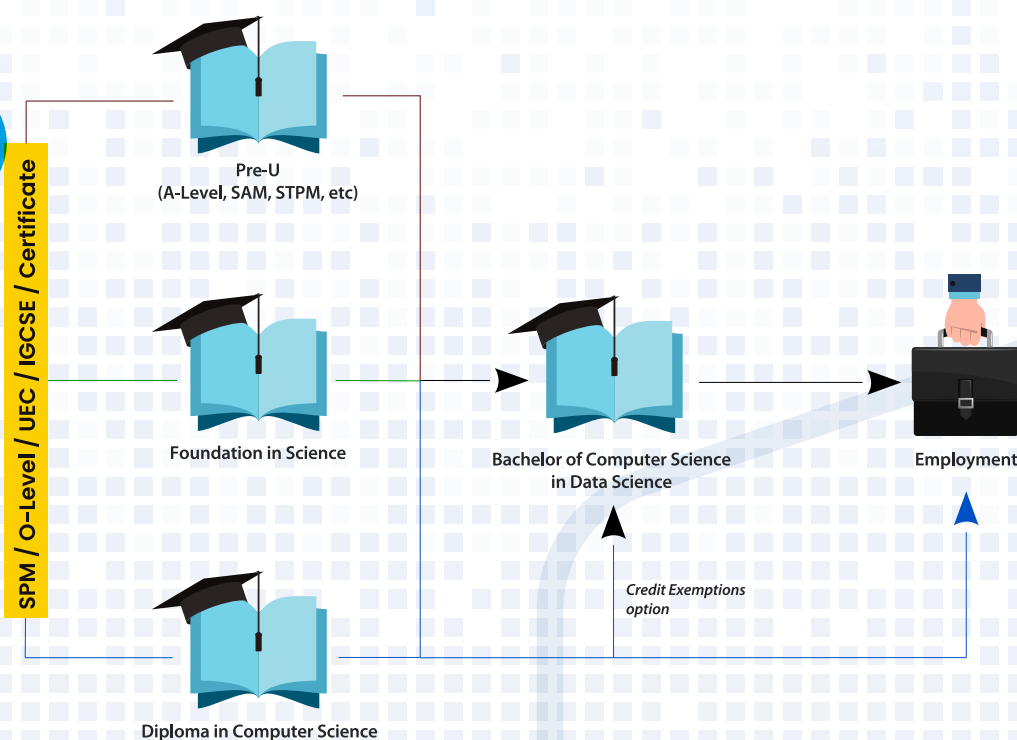 SPM / O-Level / UEC / IGCSE / Certificate
Pre-U
(A-Level, SAM, STPM, etc)
Foundation in Science
Bachelor of Computer Science
in Data Science
Employment
Credit Exemptions
option
Diploma in Computer Science